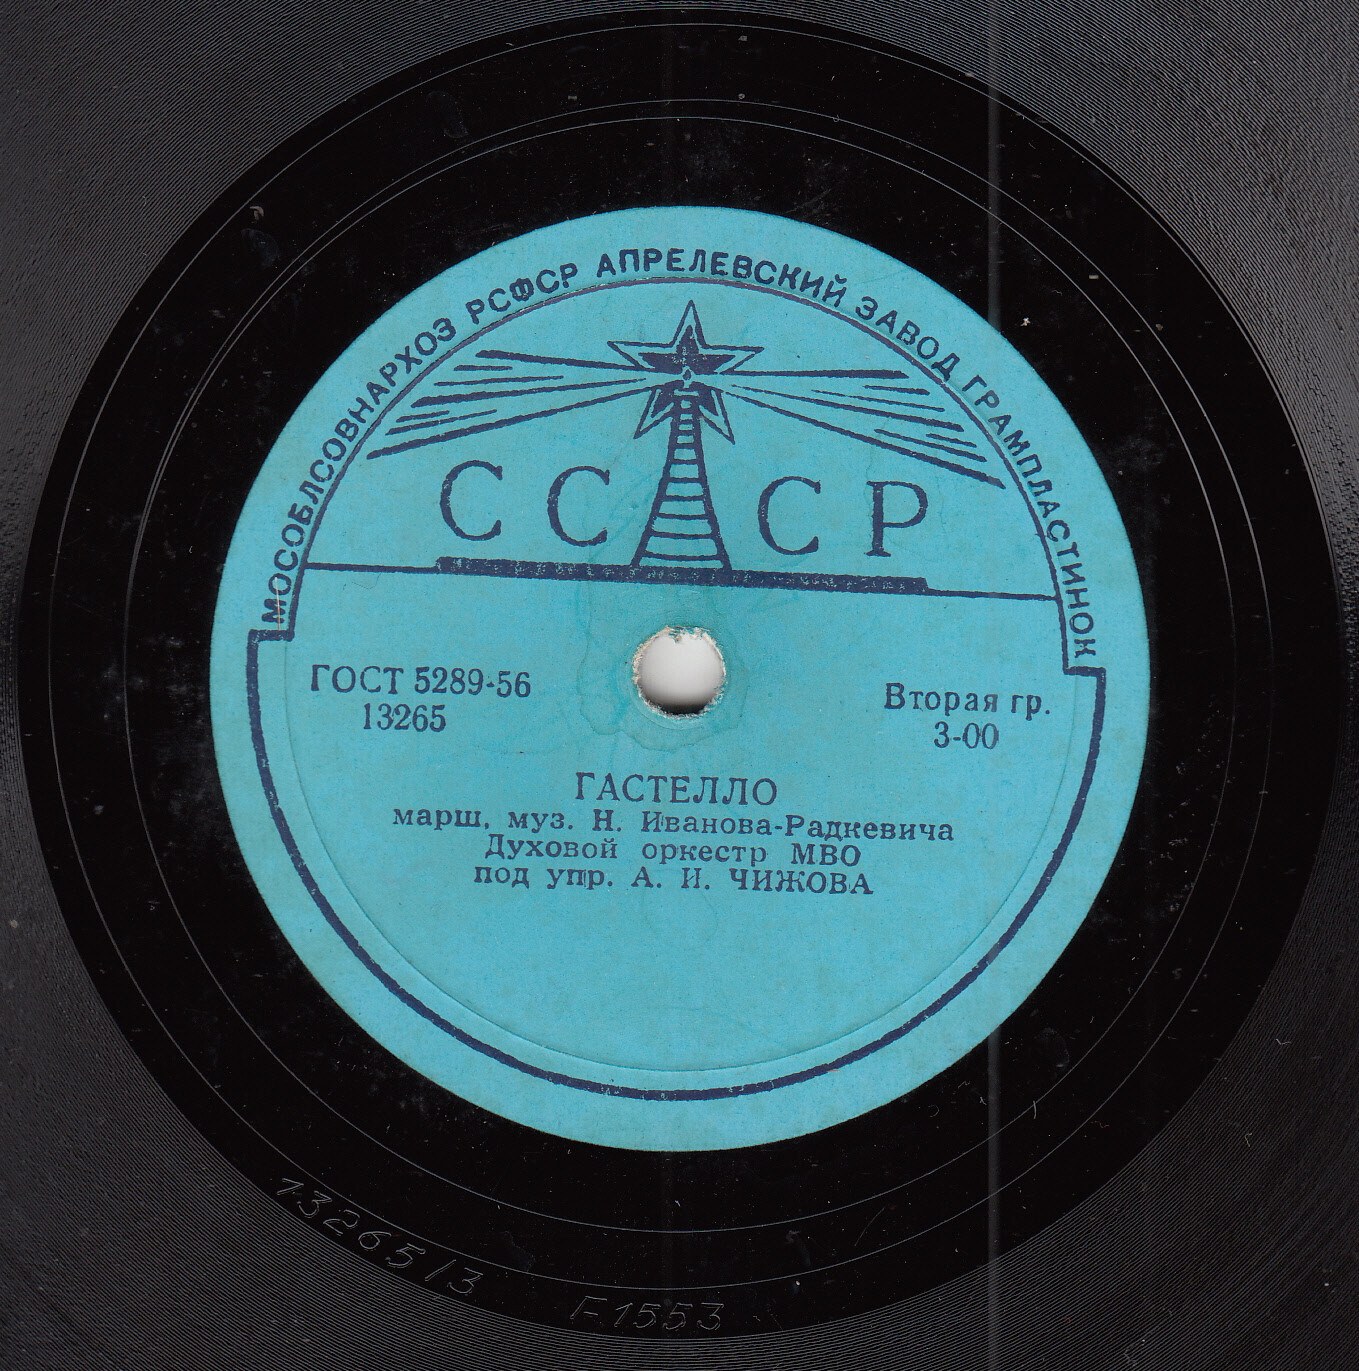 МОСОБЛСОВНАРХОЗ РСФСР АПРЕЛЕВСКИЙ ЗАВОД ГРАМПЛАСТИНОК
СССР
ГОСТ 5289-56
13265
Вторая гр.
3-00
ГАСТЕЛЛО
марш, муз. Н. Иванова-Радкевича
Духовой оркестр МВО
под упр. А. И. ЧИЖОВА
13265/3
F1553